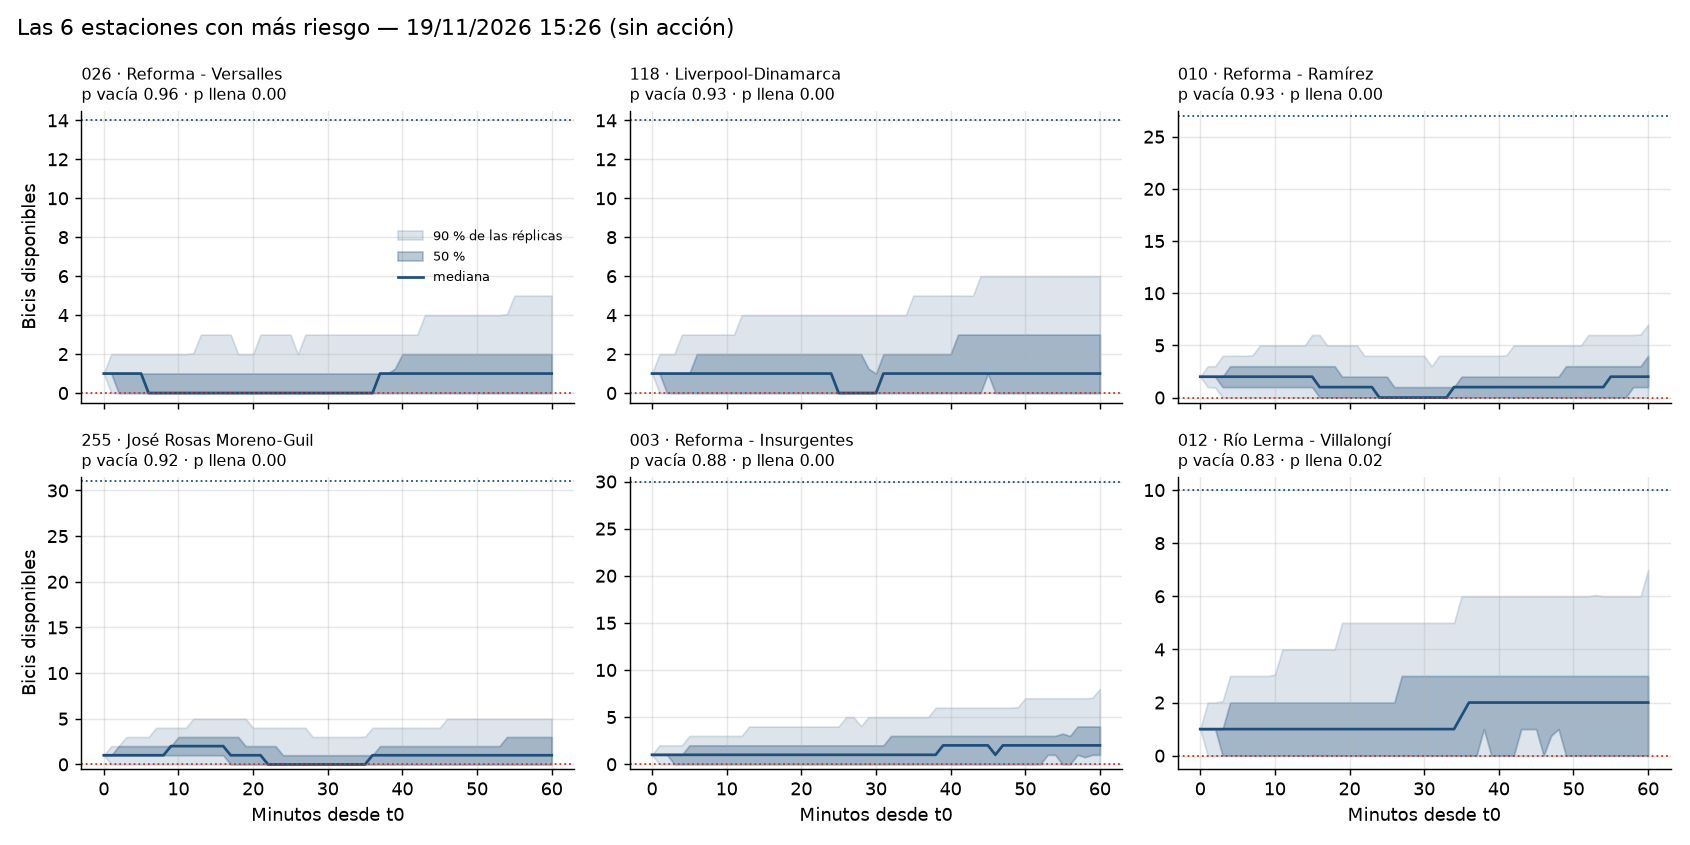 Las 6 estaciones con más riesgo — 19/11/2026 15:26 (sin acción)
026 · Reforma - Versalles
p vacía 0.96 · p llena 0.00
118 · Liverpool-Dinamarca
p vacía 0.93 · p llena 0.00
010 · Reforma - Ramírez
p vacía 0.93 · p llena 0.00
Bicis disponibles
14
12
10
8
6
4
2
0
90 % de las réplicas
50 %
mediana
14
12
10
8
6
4
2
0
25
20
15
10
5
0
255 · José Rosas Moreno-Guil
p vacía 0.92 · p llena 0.00
003 · Reforma - Insurgentes
p vacía 0.88 · p llena 0.00
012 · Río Lerma - Villalongí
p vacía 0.83 · p llena 0.02
Bicis disponibles
30
25
20
15
10
5
0
0 10 20 30 40 50 60
Minutos desde t0
30
25
20
15
10
5
0
0 10 20 30 40 50 60
Minutos desde t0
10
8
6
4
2
0
0 10 20 30 40 50 60
Minutos desde t0